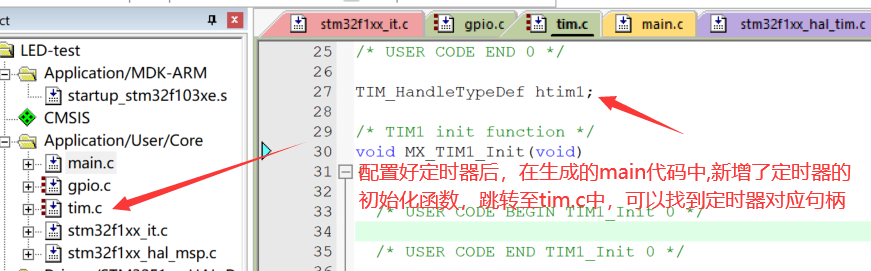 ct
stm32f1xx_it.c
gpio.c
tim.c
main.c
stm32f1xx_hal_tim.c
LED-test
Application/MDK-ARM
startup_stm32f103xe.s
CMSIS
Application/User/Core
main.c
gpio.c
tim.c
stm32f1xx_it.c
stm32f1xx_hal_msp.c
25 /* USER CODE END 0 */
26
27 TIM_HandleTypeDef htim1;
28
29 /* TIM1 init function */
30 void MX_TIM1_Init(void)
31
配置好定时器后，在生成的main代码中,新增了定时器的
32
初始化函数，跳转至tim.c中，可以找到定时器对应句柄
33 /* USER CODE BEGIN TIM1_Init 0 */
34
35 /* USER CODE END TIM1_Init 0 */